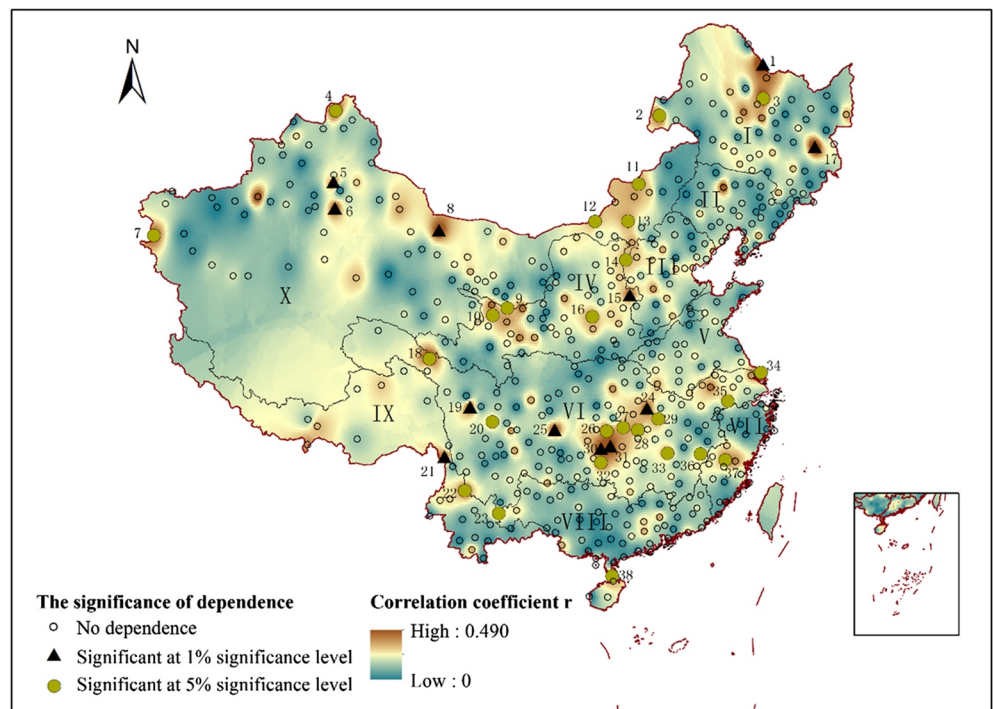 N
1
4
3
2
I
17
5
11
II
6
8
12
13
7
14
III
IV
X
9
15
10
16
V
18
34
35
IX
24
19
VI
27
29
20
25
26
VII
28
30
31
33
36
37
21
32
22
23
VIII
38
The significance of dependence
No dependence
Significant at 1% significance level
Significant at 5% significance level
Correlation coefficient r
High : 0.490
Low : 0